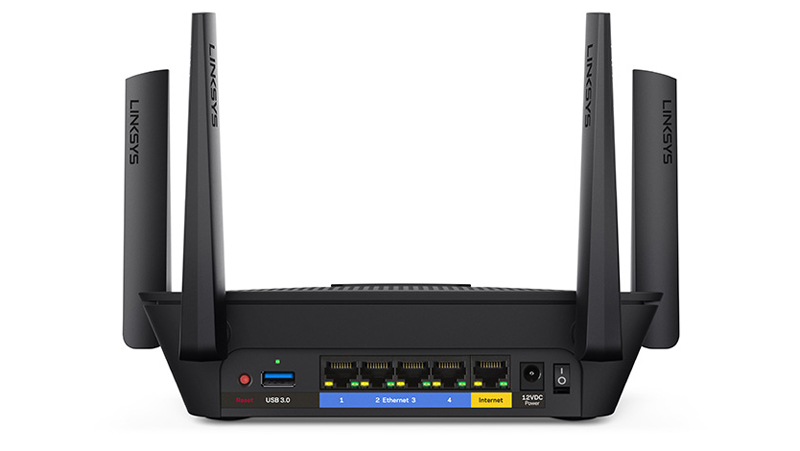 LINKSYS
LINKSYS
LINKSYS
LINKSYS
Reset USB 3.0 1 2 Ethernet 3 4 Internet 12VDC
Power
I
O